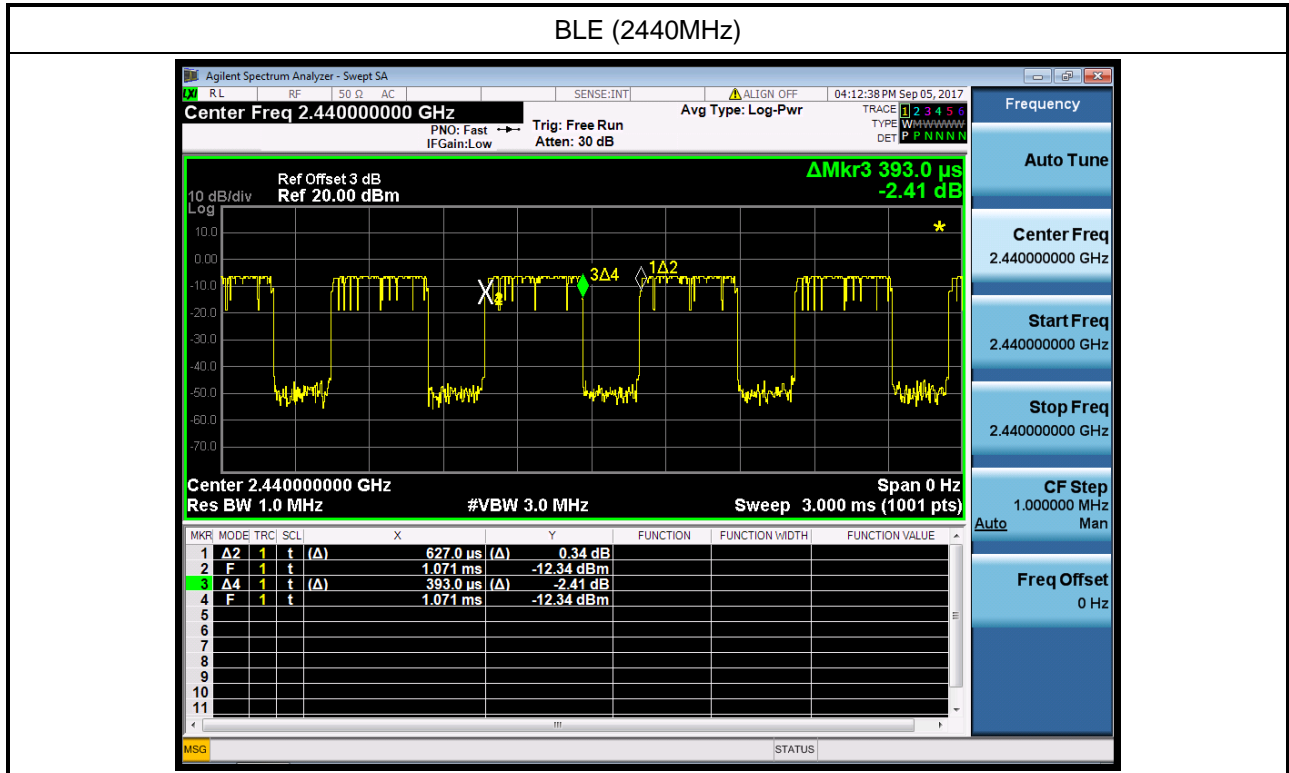 BLE (2440MHz)
Agilent Spectrum Analyzer - Swept SA
LXI RL RF 50 Ω AC SENSE:INT ALIGN OFF 04:12:38 PM Sep 05, 2017
Center Freq 2.440000000 GHz
PNO: Fast
IFGain:Low
Trig: Free Run
Atten: 30 dB
Avg Type: Log-Pwr
TRACE 1 2 3 4 5 6
TYPE WMWWWW
DET P P N N N N
ΔMkr3 393.0 µs
-2.41 dB
Ref Offset 3 dB
10 dB/div Ref 20.00 dBm
Log
10.0
0.00
-10.0
-20.0
-30.0
-40.0
-50.0
-60.0
-70.0
3Δ4
1Δ2
X
2
*
Center 2.440000000 GHz Span 0 Hz
Res BW 1.0 MHz #VBW 3.0 MHz Sweep 3.000 ms (1001 pts)
MKR MODE TRC SCL X Y FUNCTION FUNCTION WIDTH FUNCTION VALUE
1 Δ2 1 t (Δ) 627.0 µs (Δ) 0.34 dB
2 F 1 t 1.071 ms -12.34 dBm
3 Δ4 1 t (Δ) 393.0 µs (Δ) -2.41 dB
4 F 1 t 1.071 ms -12.34 dBm
5
6
7
8
9
10
11
MSG STATUS
Frequency
Auto Tune
Center Freq
2.440000000 GHz
Start Freq
2.440000000 GHz
Stop Freq
2.440000000 GHz
CF Step
1.000000 MHz
Auto Man
Freq Offset
0 Hz